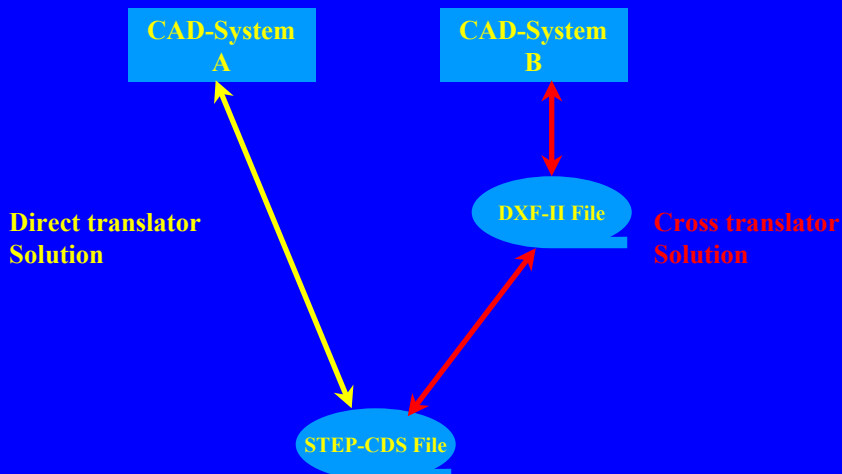 CAD-System
A
CAD-System
B
DXF-II File
Direct translator
Solution
Cross translator
Solution
STEP-CDS File